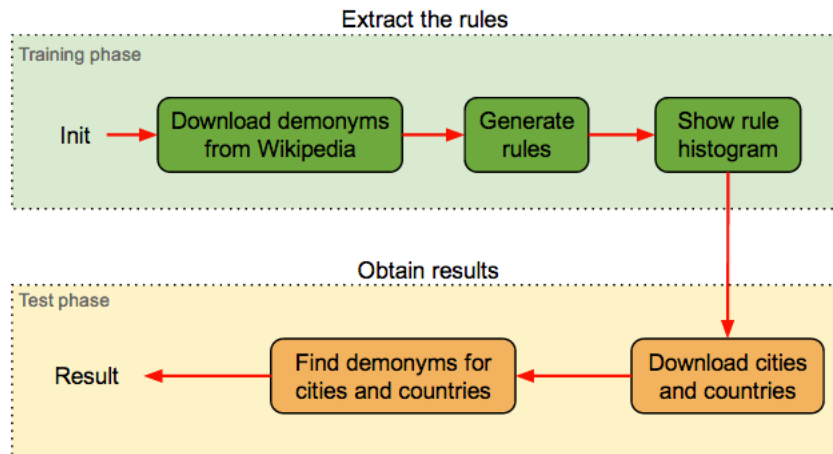 Extract the rules
Training phase
Init
Download demonyms
from Wikipedia
Generate
rules
Show rule
histogram
Obtain results
Test phase
Result
Find demonyms for
cities and countries
Download cities
and countries